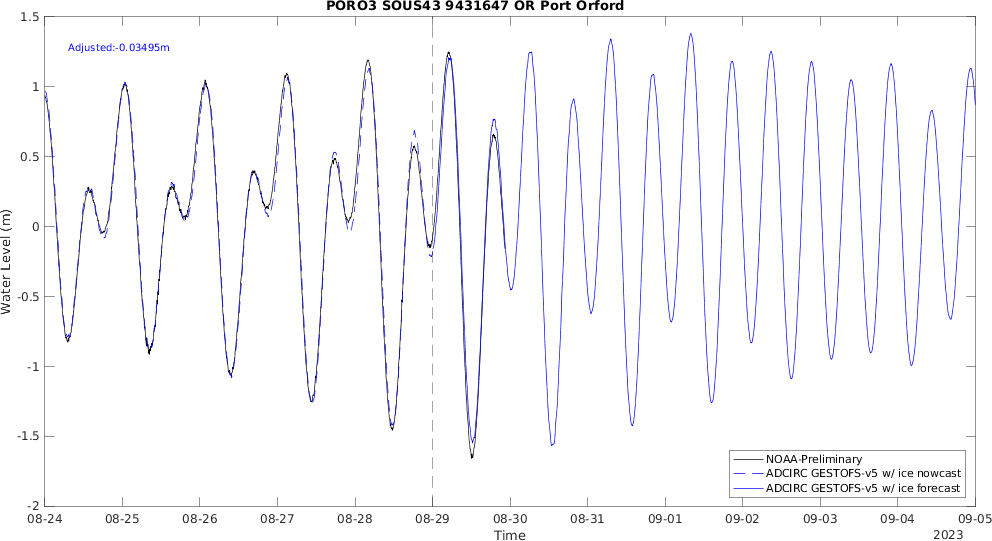 PORO3 SOUS43 9431647 OR Port Orford
Adjusted:-0.03495m
1.5
1
0.5
0
-0.5
-1
-1.5
-2
Water Level (m)
NOAA-Preliminary
ADCIRC GESTOFS-v5 w/ ice nowcast
ADCIRC GESTOFS-v5 w/ ice forecast
08-24 08-25 08-26 08-27 08-28 08-29 08-30 08-31 09-01 09-02 09-03 09-04 09-05
Time
2023